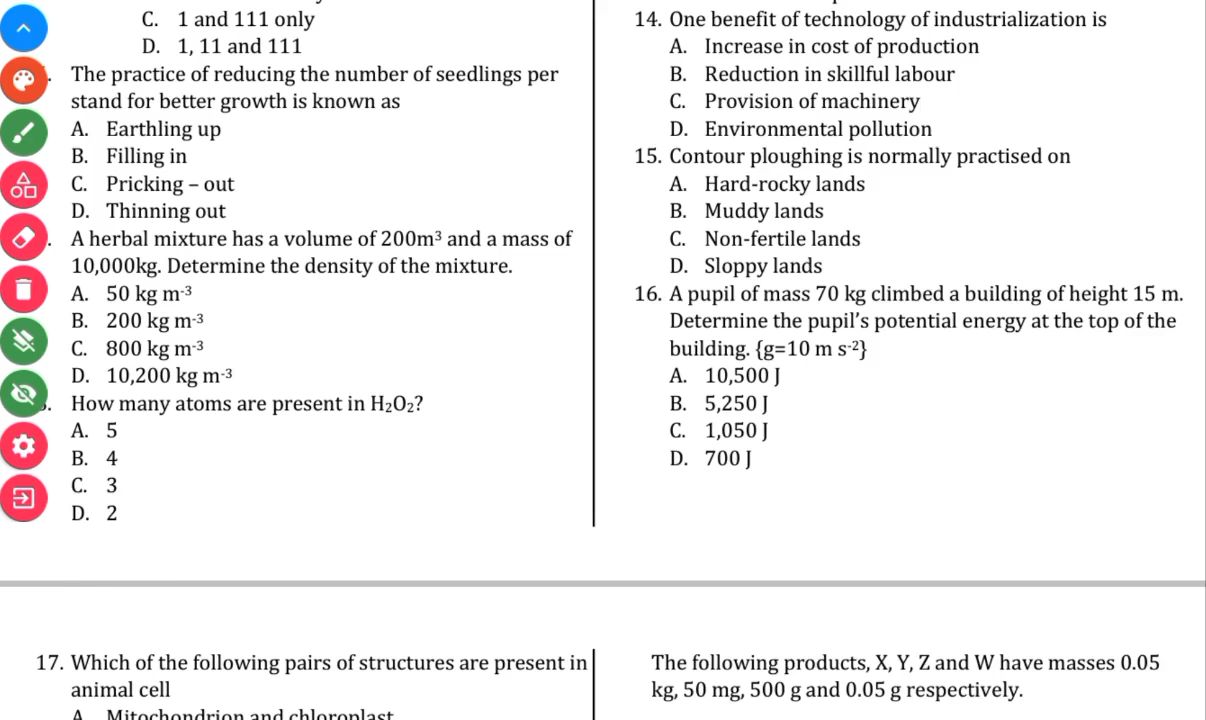 C. 1 and 111 only
D. 1, 11 and 111
The practice of reducing the number of seedlings per
stand for better growth is known as
A. Earthling up
B. Filling in
C. Pricking – out
D. Thinning out
A herbal mixture has a volume of 200m³ and a mass of
10,000kg. Determine the density of the mixture.
A. 50 kg m⁻³
B. 200 kg m⁻³
C. 800 kg m⁻³
D. 10,200 kg m⁻³
How many atoms are present in H₂O₂?
A. 5
B. 4
C. 3
D. 2
14. One benefit of technology of industrialization is
A. Increase in cost of production
B. Reduction in skillful labour
C. Provision of machinery
D. Environmental pollution
15. Contour ploughing is normally practised on
A. Hard-rocky lands
B. Muddy lands
C. Non-fertile lands
D. Sloppy lands
16. A pupil of mass 70 kg climbed a building of height 15 m.
Determine the pupil’s potential energy at the top of the
building. {g=10 m s⁻²}
A. 10,500 J
B. 5,250 J
C. 1,050 J
D. 700 J
17. Which of the following pairs of structures are present in
animal cell
A. Mitochondrion and chloroplast
The following products, X, Y, Z and W have masses 0.05
kg, 50 mg, 500 g and 0.05 g respectively.